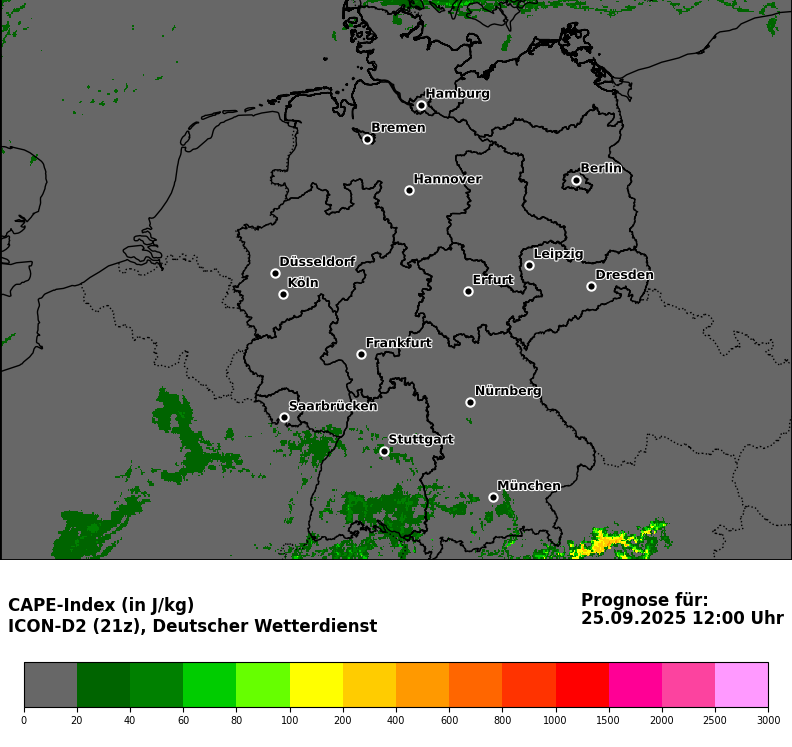 Hamburg
Bremen
Berlin
Hannover
Leipzig
Düsseldorf
Dresden
Köln
Erfurt
Frankfurt
Nürnberg
Saarbrücken
Stuttgart
München
CAPE-Index (in J/kg)
ICON-D2 (21z), Deutscher Wetterdienst
Prognose für:
25.09.2025 12:00 Uhr
0 20 40 60 80 100 200 400 600 800 1000 1500 2000 2500 3000